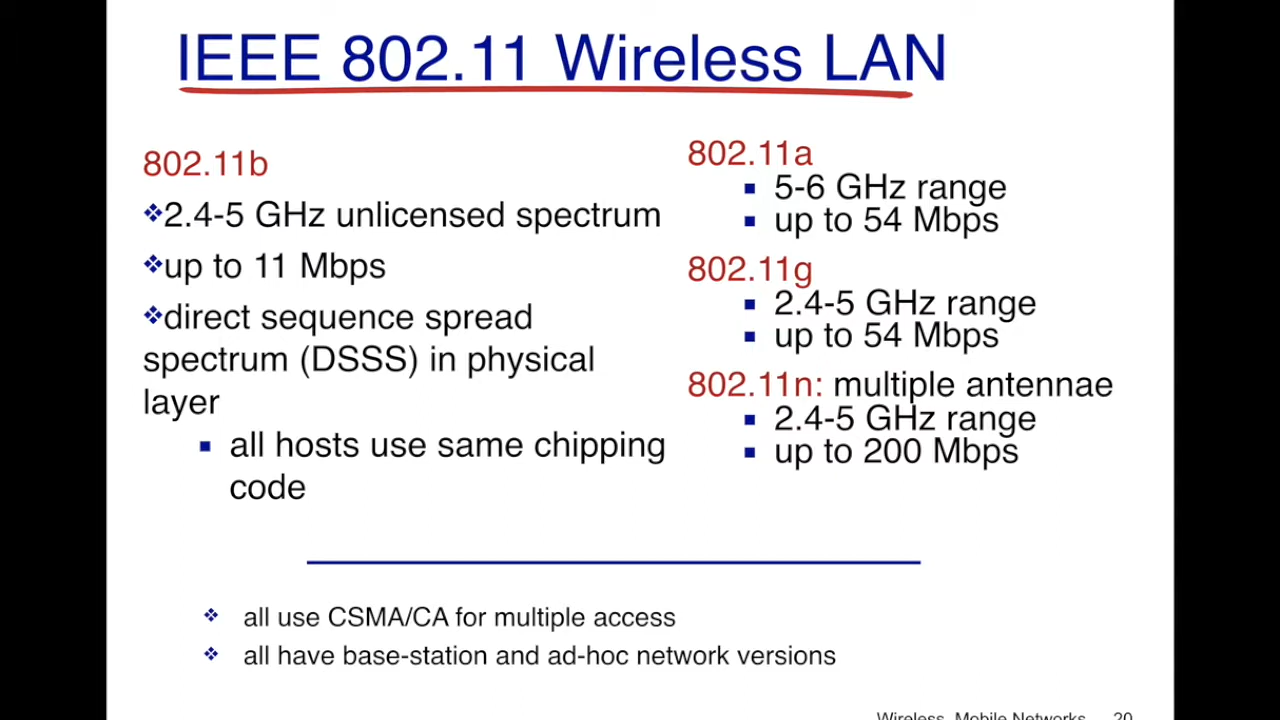 IEEE 802.11 Wireless LAN
802.11b
❖2.4-5 GHz unlicensed spectrum
❖up to 11 Mbps
❖direct sequence spread
spectrum (DSSS) in physical
layer
▪ all hosts use same chipping
code
802.11a
▪ 5-6 GHz range
▪ up to 54 Mbps
802.11g
▪ 2.4-5 GHz range
▪ up to 54 Mbps
802.11n: multiple antennae
▪ 2.4-5 GHz range
▪ up to 200 Mbps
❖ all use CSMA/CA for multiple access
❖ all have base-station and ad-hoc network versions
Wireless, Mobile Networks 20